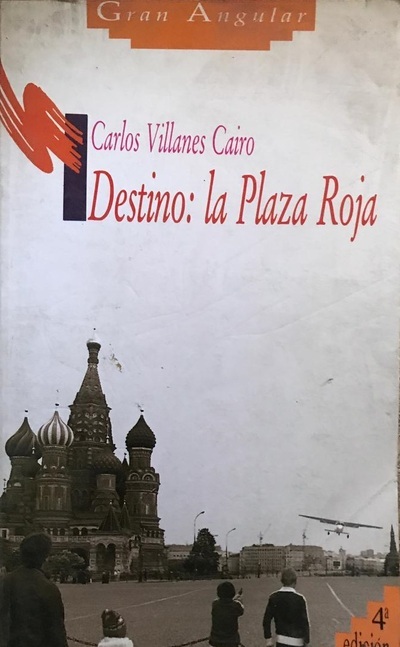 Gran Angular
Carlos Villanes Cairo
Destino: la Plaza Roja
4ª
edición